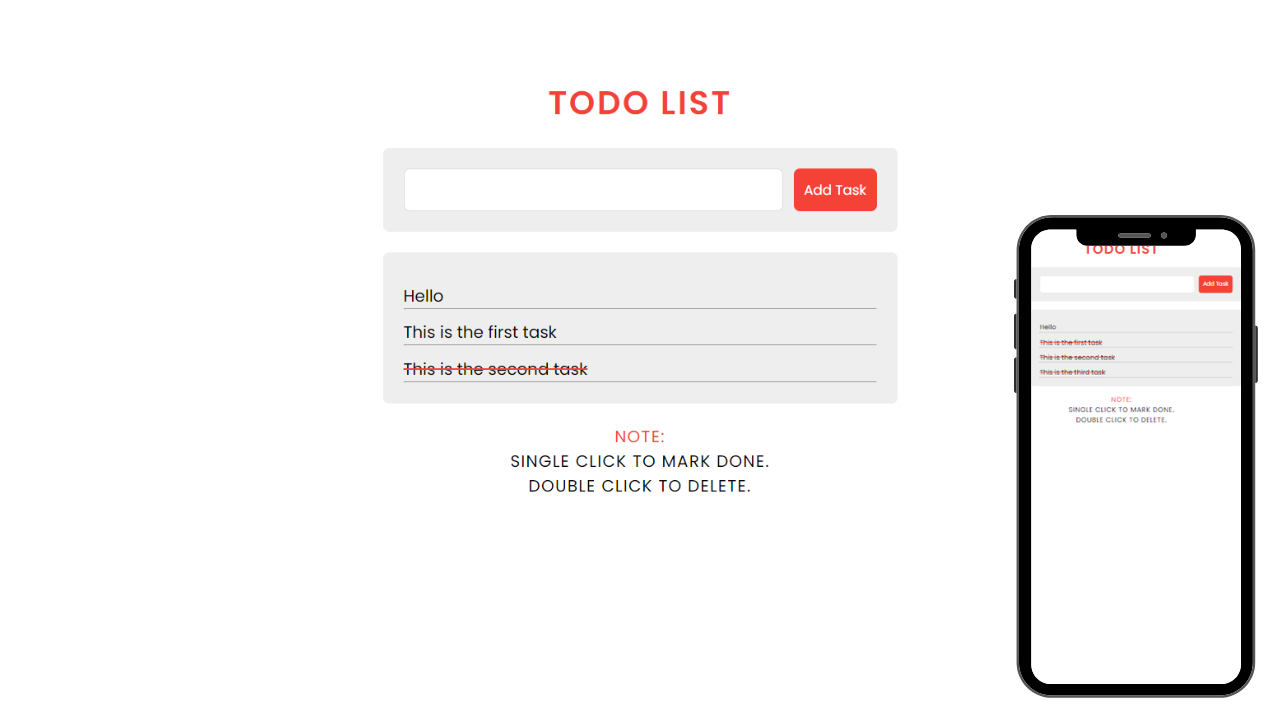 TODO LIST
Add Task
Hello
This is the first task
This is the second task
NOTE:
SINGLE CLICK TO MARK DONE.
DOUBLE CLICK TO DELETE.
TODO LIST
Add Task
Hello
This is the first task
This is the second task
This is the third task
NOTE:
SINGLE CLICK TO MARK DONE.
DOUBLE CLICK TO DELETE.